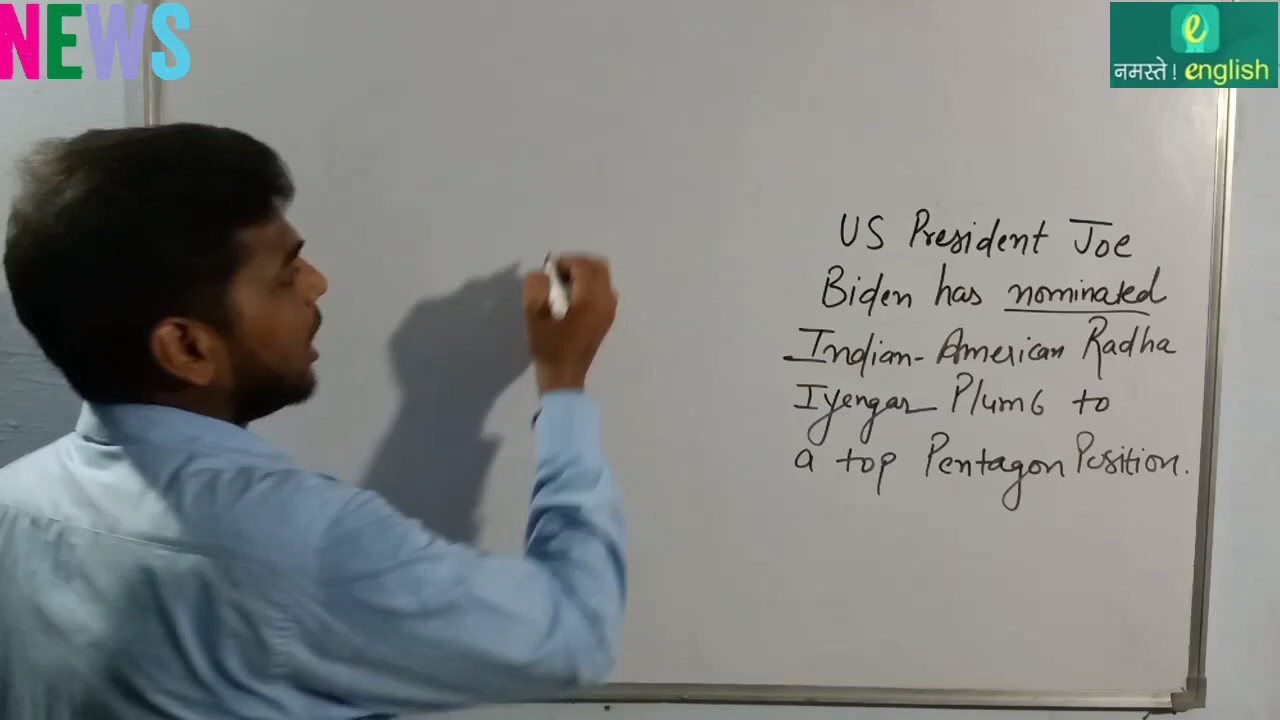 NEWS
e
नमस्ते! english
US President Joe
Biden has nominated
Indian-American Radha
Iyengar Plumb to
a top Pentagon Position.